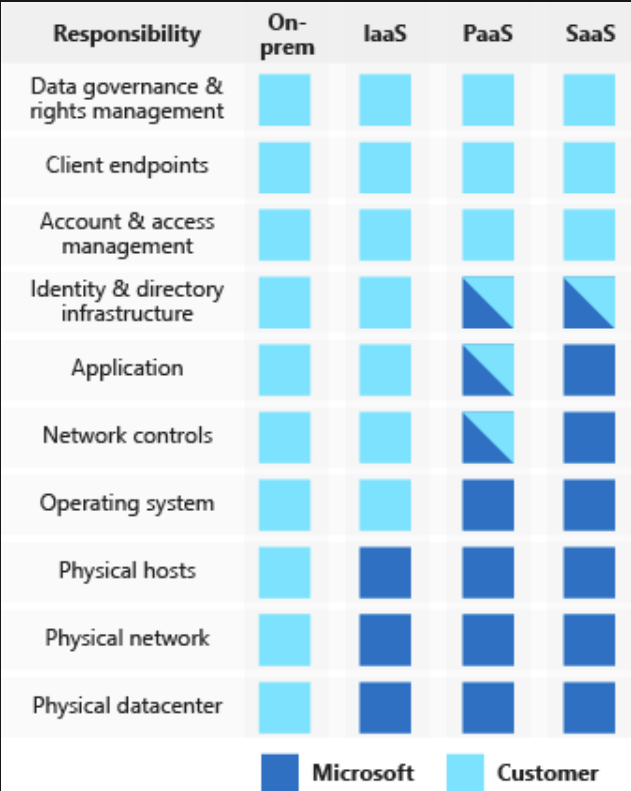 Responsibility On-prem IaaS PaaS SaaS
Data governance &
rights management
Client endpoints
Account & access
management
Identity & directory
infrastructure
Application
Network controls
Operating system
Physical hosts
Physical network
Physical datacenter
Microsoft Customer